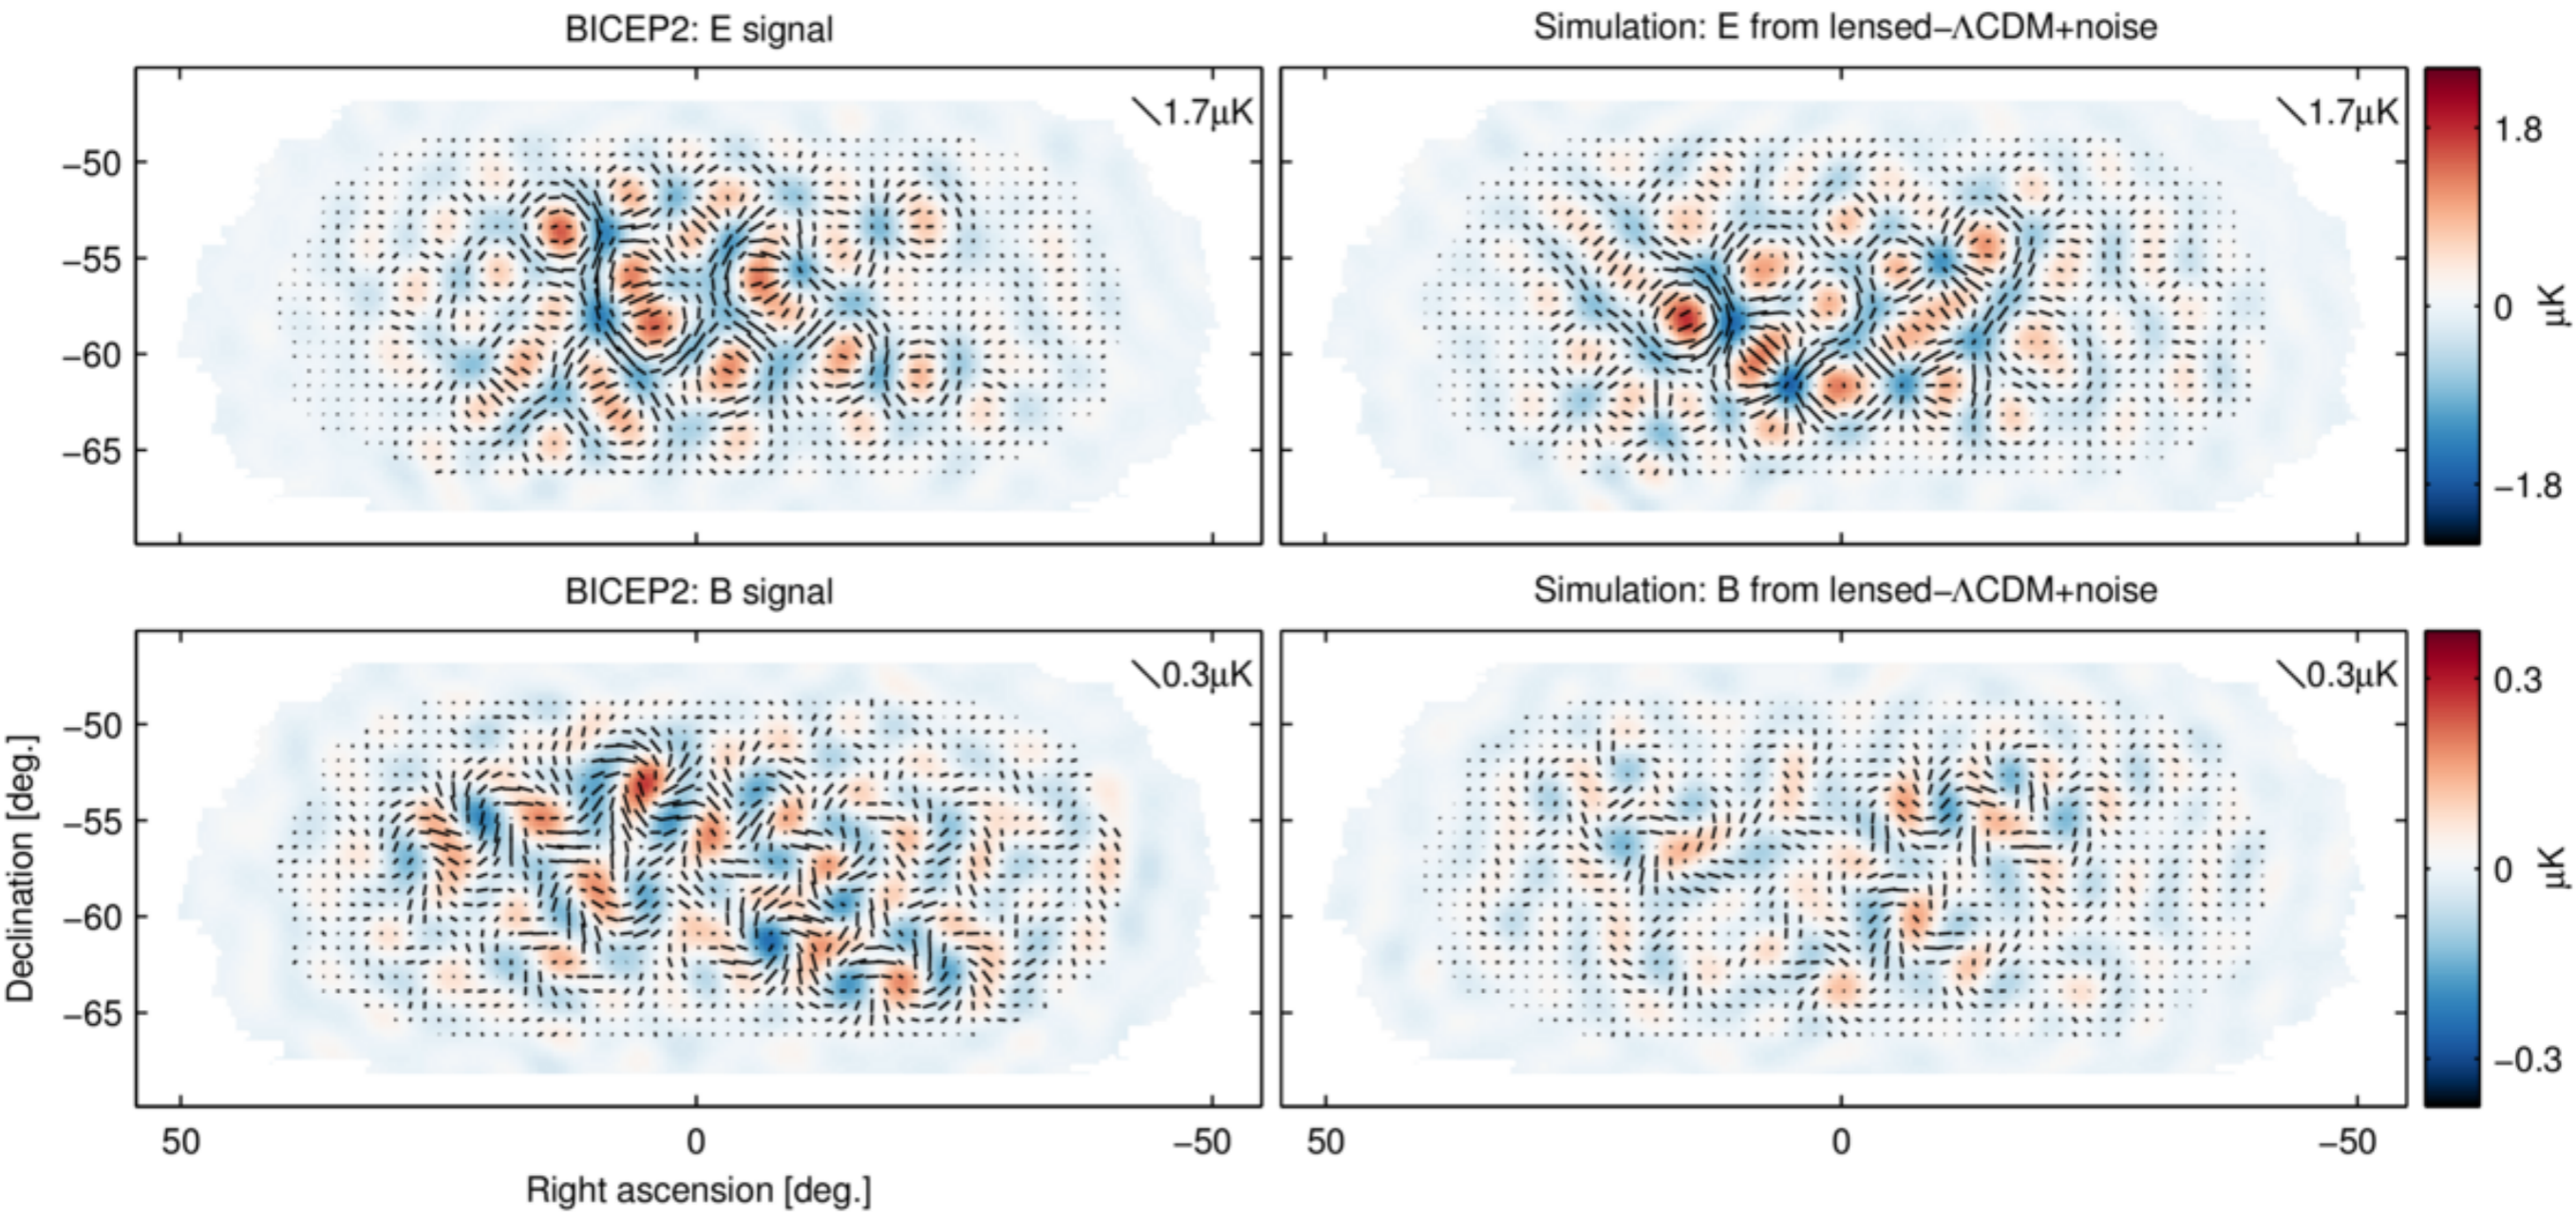 BICEP2: E signal
Simulation: E from lensed−ΛCDM+noise
1.7μK
1.7μK
−50
−55
−60
−65
1.8
0
−1.8
μK
BICEP2: B signal
Simulation: B from lensed−ΛCDM+noise
0.3μK
0.3μK
Declination [deg.]
−50
−55
−60
−65
0.3
0
−0.3
μK
50
0
−50
50
0
−50
Right ascension [deg.]